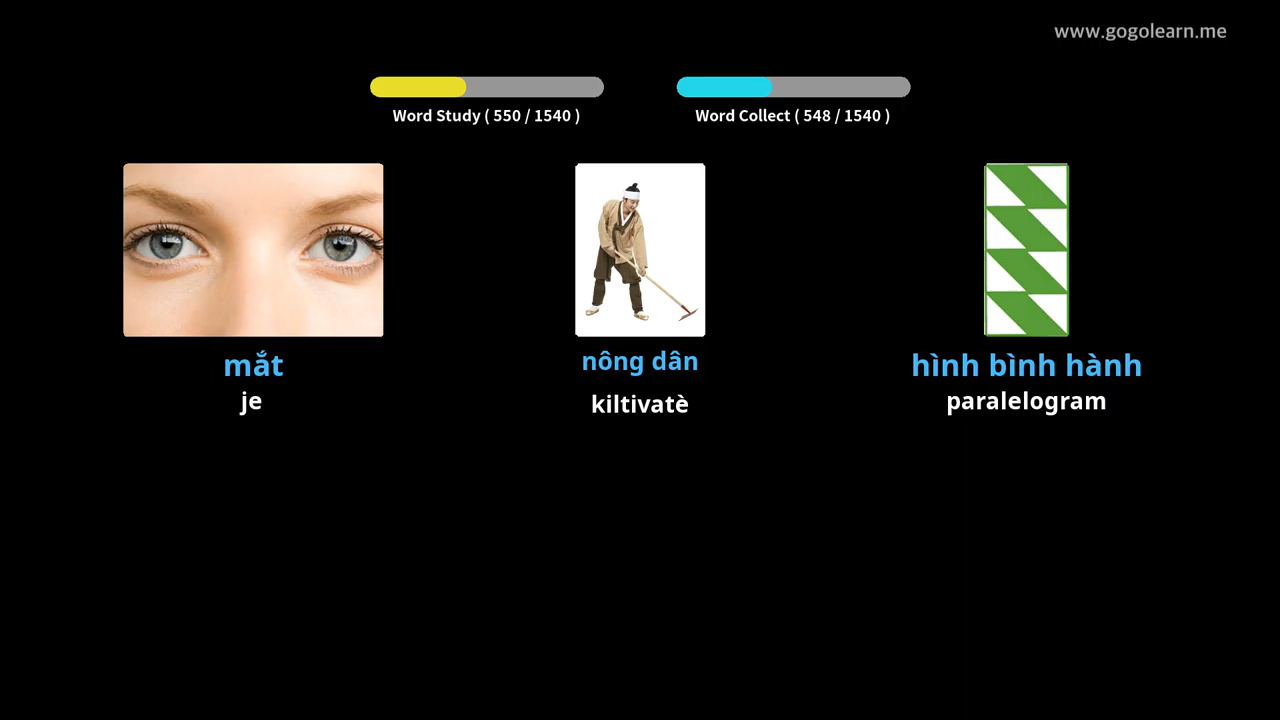 www.gogolearn.me
Word Study ( 550 / 1540 )
Word Collect ( 548 / 1540 )
mắt
je
nông dân
kiltivatè
hình bình hành
paralelogram